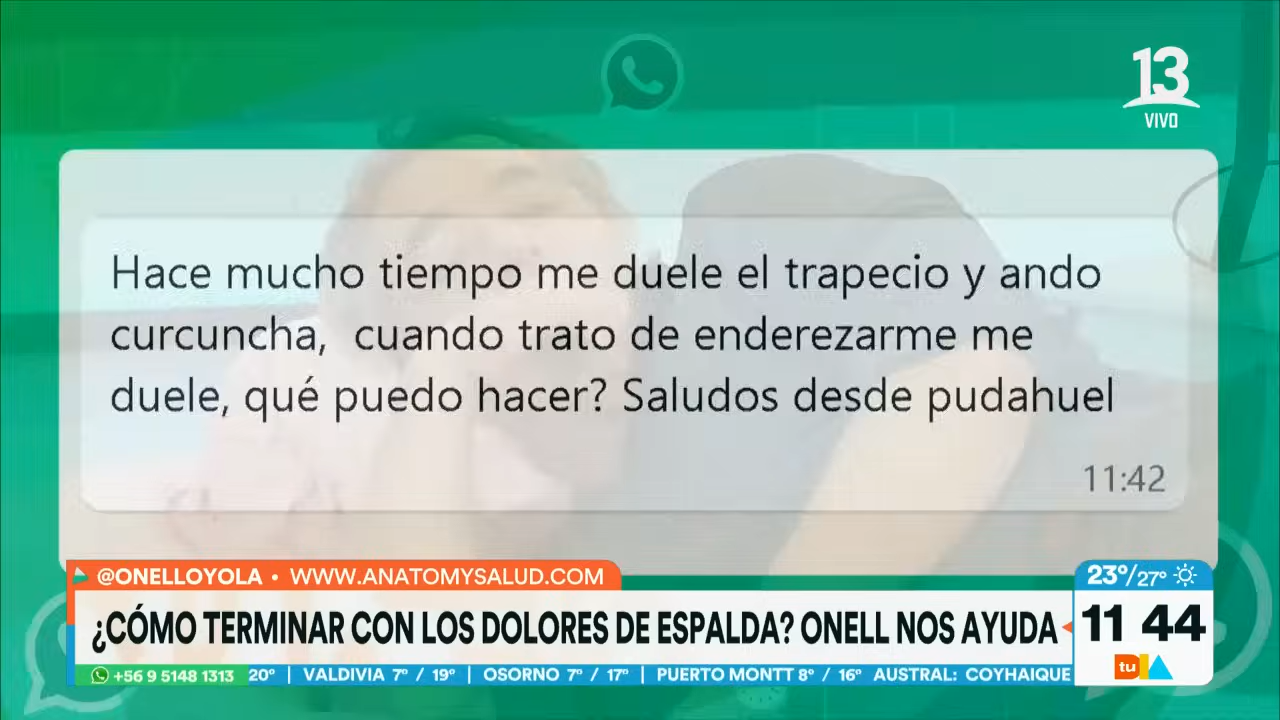 13
VIVO
Hace mucho tiempo me duele el trapecio y ando
curcuncha, cuando trato de enderezarme me
duele, qué puedo hacer? Saludos desde pudahuel
11:42
@ONELLOYOLA • WWW.ANATOMYSALUD.COM
¿CÓMO TERMINAR CON LOS DOLORES DE ESPALDA? ONELL NOS AYUDA
23°/27°
11 44
tu DÍA
+56 9 5148 1313 20° | VALDIVIA 7° / 19° | OSORNO 7° / 17° | PUERTO MONTT 8° / 16° AUSTRAL: COYHAIQUE